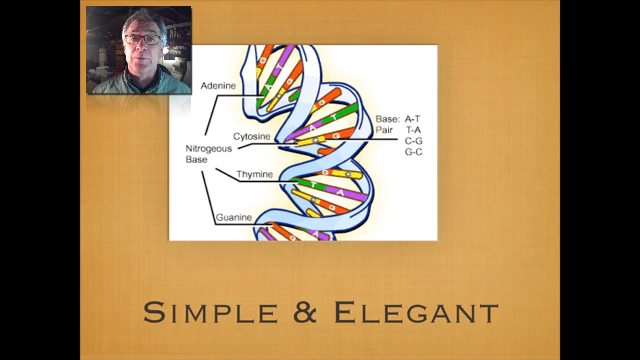 Adenine
Cytosine
Nitrogeous
Base
Thymine
Guanine
Base: A-T
Pair T-A
C-G
G-C
SIMPLE & ELEGANT